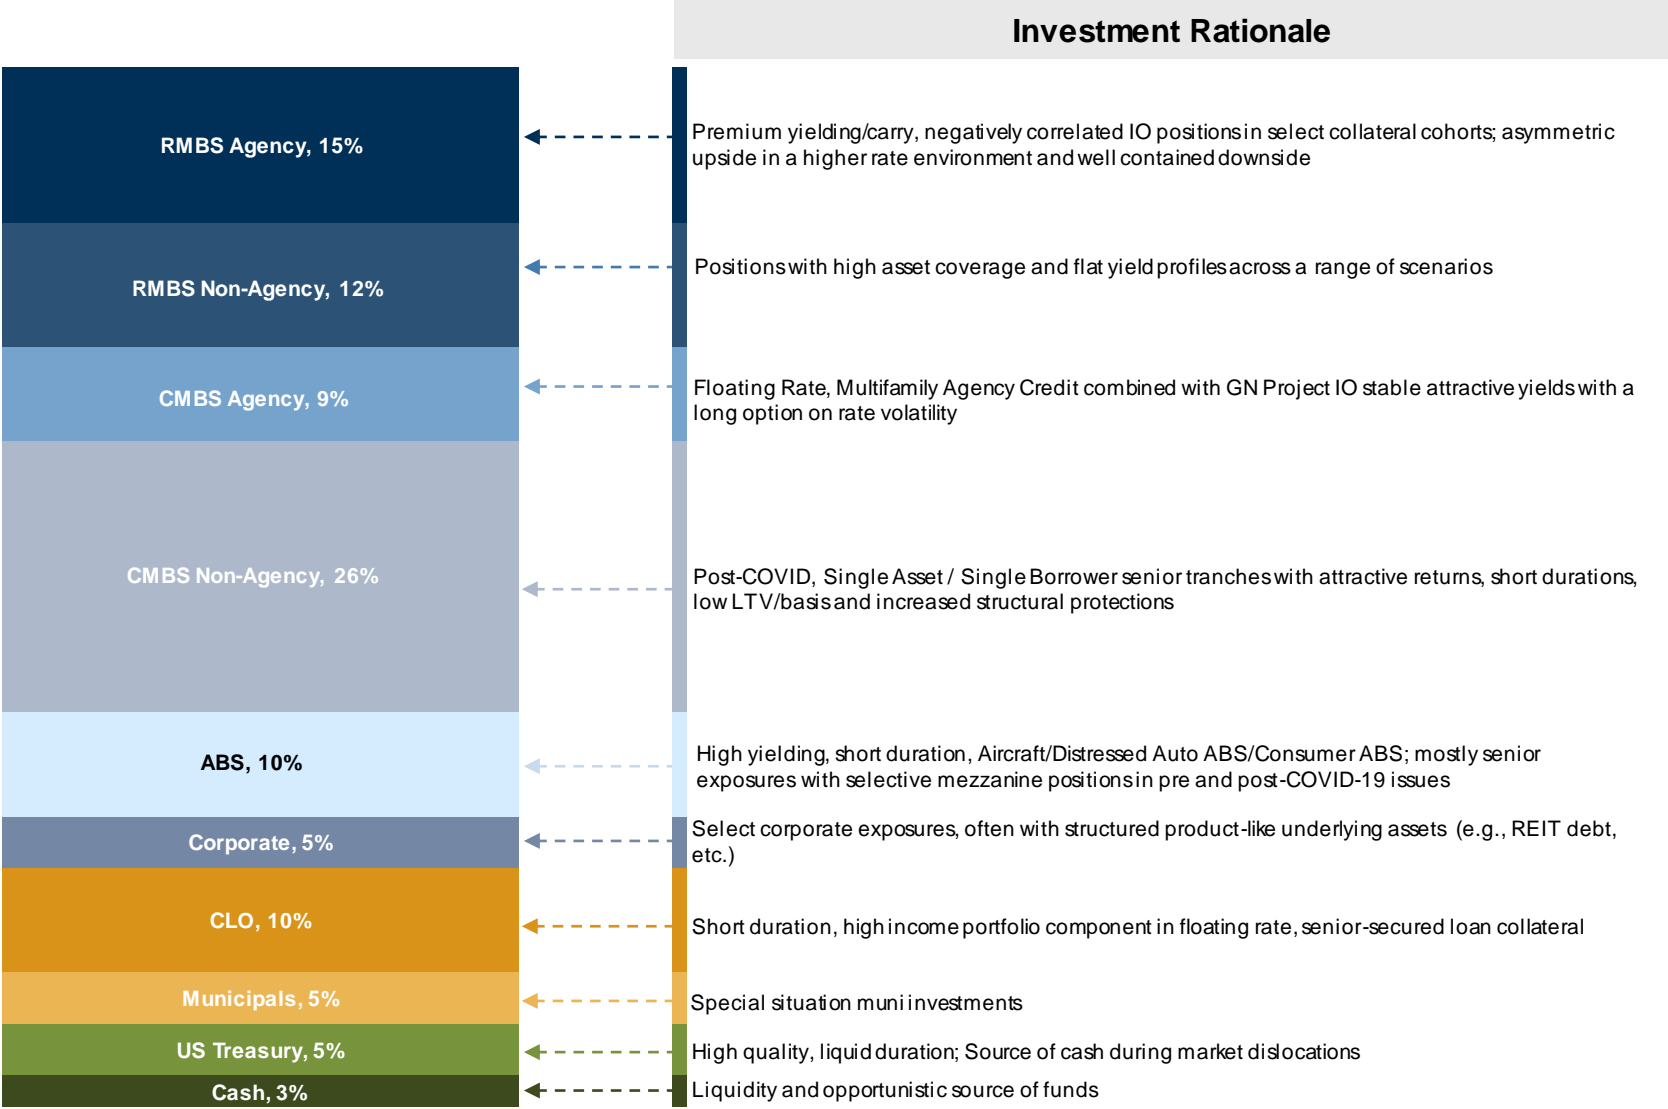 Investment Rationale
RMBS Agency, 15%
Premium yielding/carry, negatively correlated IO positions in select collateral cohorts; asymmetric
upside in a higher rate environment and well contained downside
RMBS Non-Agency, 12%
Positions with high asset coverage and flat yield profiles across a range of scenarios
CMBS Agency, 9%
Floating Rate, Multifamily Agency Credit combined with GN Project IO stable attractive yields with a
long option on rate volatility
CMBS Non-Agency, 26%
Post-COVID, Single Asset / Single Borrower senior tranches with attractive returns, short durations,
low LTV/basis and increased structural protections
ABS, 10%
High yielding, short duration, Aircraft/Distressed Auto ABS/Consumer ABS; mostly senior
exposures with selective mezzanine positions in pre and post-COVID-19 issues
Corporate, 5%
Select corporate exposures, often with structured product-like underlying assets (e.g., REIT debt,
etc.)
CLO, 10%
Short duration, high income portfolio component in floating rate, senior-secured loan collateral
Municipals, 5%
Special situation muni investments
US Treasury, 5%
High quality, liquid duration; Source of cash during market dislocations
Cash, 3%
Liquidity and opportunistic source of funds